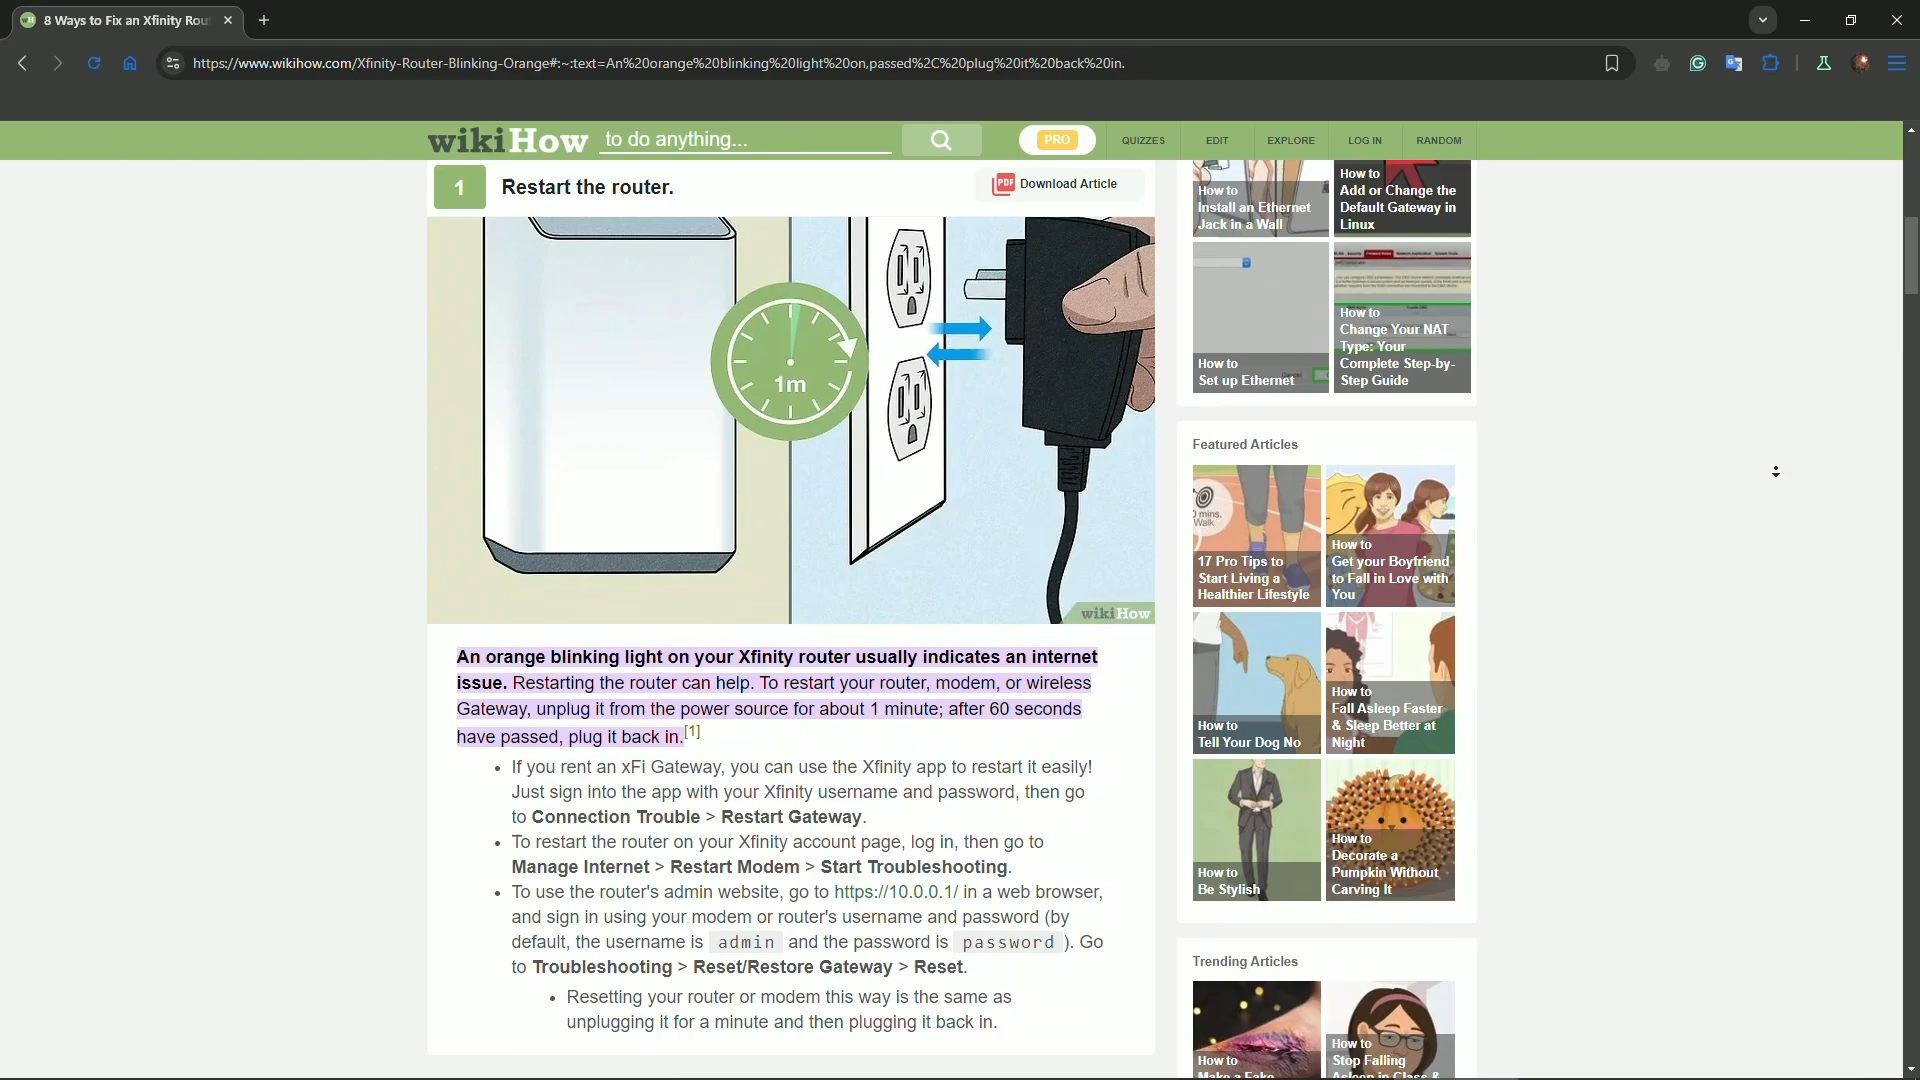 8 Ways to Fix an Xfinity Rou
https://www.wikihow.com/Xfinity-Router-Blinking-Orange#:~:text=An%20orange%20blinking%20light%20on,passed%2C%20plug%20it%20back%20in.
wikiHow to do anything...
PRO
QUIZZES
EDIT
EXPLORE
LOG IN
RANDOM
1
Restart the router.
PDF Download Article
1m
wikiHow
An orange blinking light on your Xfinity router usually indicates an internet
issue. Restarting the router can help. To restart your router, modem, or wireless
Gateway, unplug it from the power source for about 1 minute; after 60 seconds
have passed, plug it back in.[1]
• If you rent an xFi Gateway, you can use the Xfinity app to restart it easily!
Just sign into the app with your Xfinity username and password, then go
to Connection Trouble > Restart Gateway.
• To restart the router on your Xfinity account page, log in, then go to
Manage Internet > Restart Modem > Start Troubleshooting.
• To use the router's admin website, go to https://10.0.0.1/ in a web browser,
and sign in using your modem or router's username and password (by
default, the username is admin and the password is password ). Go
to Troubleshooting > Reset/Restore Gateway > Reset.
• Resetting your router or modem this way is the same as
unplugging it for a minute and then plugging it back in.
How to
Install an Ethernet
Jack in a Wall
How to
Add or Change the
Default Gateway in
Linux
How to
Set up Ethernet
How to
Change Your NAT
Type: Your
Complete Step-by-
Step Guide
Featured Articles
0 mins.
Walk
17 Pro Tips to
Start Living a
Healthier Lifestyle
How to
Get your Boyfriend
to Fall in Love with
You
How to
Tell Your Dog No
How to
Fall Asleep Faster
& Sleep Better at
Night
How to
Be Stylish
How to
Decorate a
Pumpkin Without
Carving It
Trending Articles
How to
Make a Fake
How to
Stop Falling
Asleep in Class &